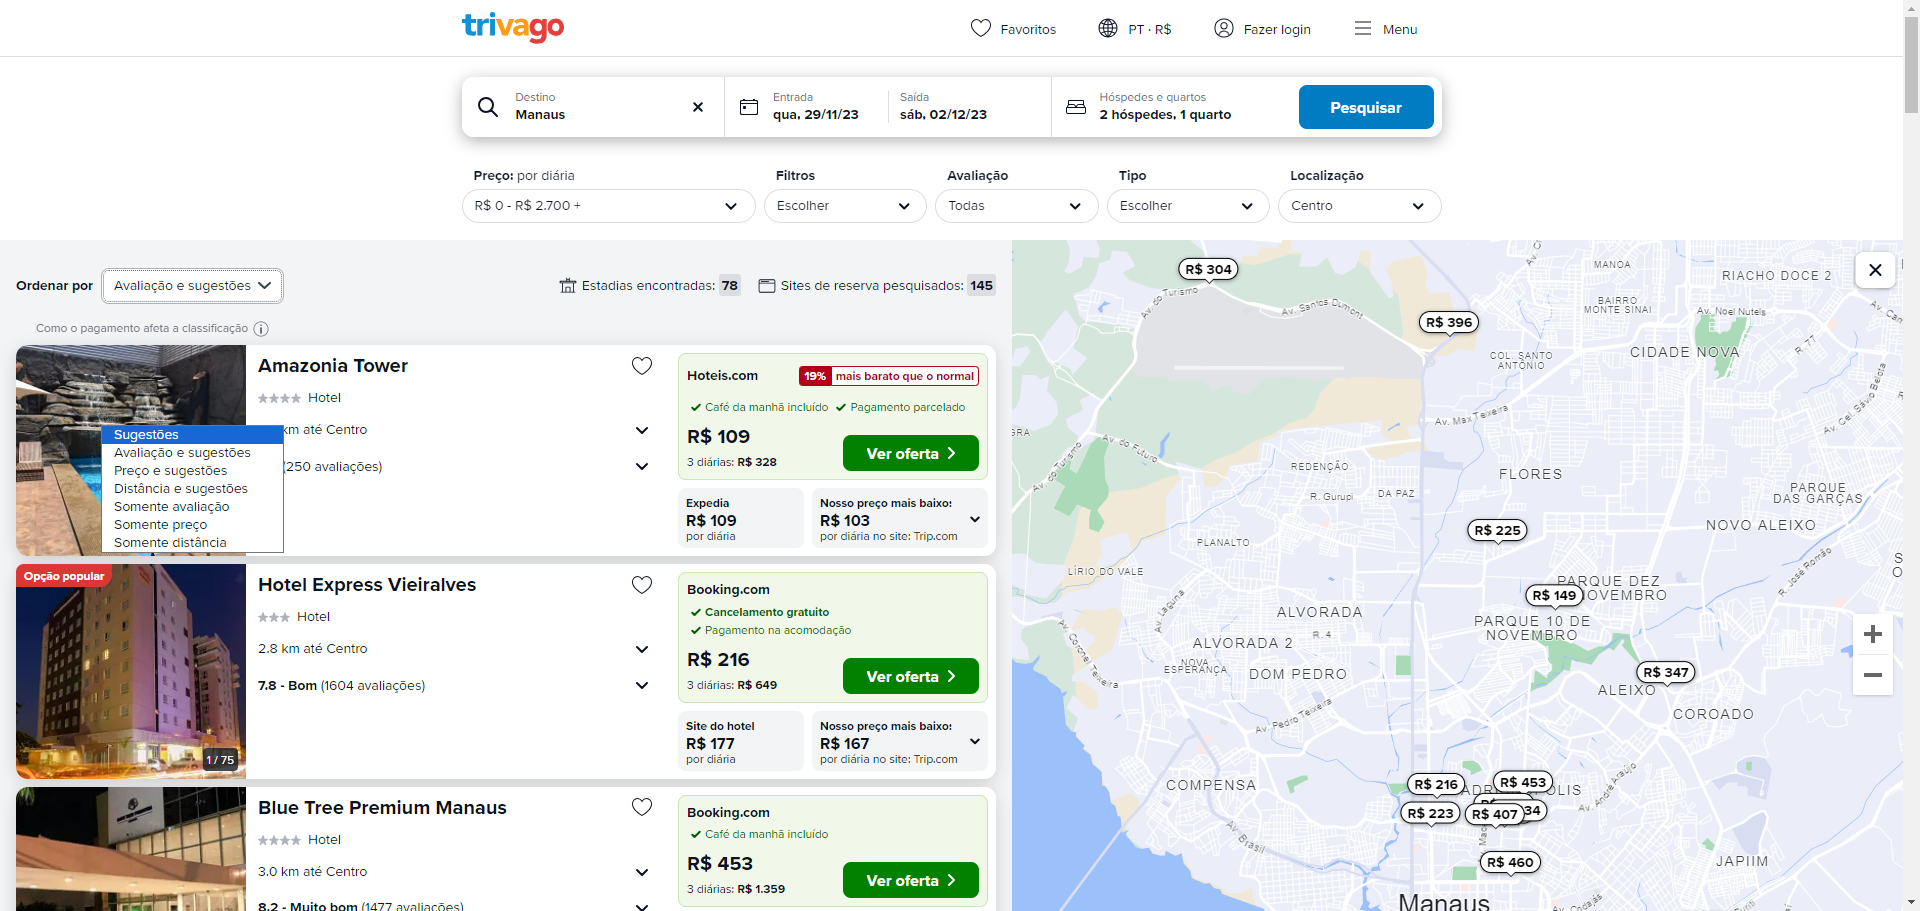 trivago
Favoritos
PT · R$
Fazer login
Menu
Destino
Manaus
Entrada
qua, 29/11/23
Saída
sáb, 02/12/23
Hóspedes e quartos
2 hóspedes, 1 quarto
Pesquisar
Preço: por diária
R$ 0 - R$ 2.700 +
Filtros
Escolher
Avaliação
Todas
Tipo
Escolher
Localização
Centro
Ordenar por
Avaliação e sugestões
Estadias encontradas: 78
Sites de reserva pesquisados: 145
Como o pagamento afeta a classificação
Sugestões
Avaliação e sugestões
Preço e sugestões
Distância e sugestões
Somente avaliação
Somente preço
Somente distância
Amazonia Tower
Hotel
km até Centro
(250 avaliações)
Hoteis.com
19% mais barato que o normal
Café da manhã incluído
Pagamento parcelado
R$ 109
3 diárias: R$ 328
Ver oferta
Expedia
R$ 109
por diária
Nosso preço mais baixo:
R$ 103
por diária no site: Trip.com
Opção popular
1 / 75
Hotel Express Vieiralves
Hotel
2.8 km até Centro
7.8 - Bom (1604 avaliações)
Booking.com
Cancelamento gratuito
Pagamento na acomodação
R$ 216
3 diárias: R$ 649
Ver oferta
Site do hotel
R$ 177
por diária
Nosso preço mais baixo:
R$ 167
por diária no site: Trip.com
Blue Tree Premium Manaus
Hotel
3.0 km até Centro
8.2 - Muito bom (1477 avaliações)
Booking.com
Café da manhã incluído
R$ 453
3 diárias: R$ 1.359
Ver oferta
R$ 304
R$ 396
MANOA
RIACHO DOCE 2
BAIRRO
MONTE SINAI
Av. do Turismo
Av. Santos Dumont
Av. Noel Nutels
R. 77
COL. SANTO
ANTÔNIO
CIDADE NOVA
Av. Max Teixeira
Av. do Futuro
Av. do Turismo
REDENÇÃO
R. Gurupi
DA PAZ
FLORES
PARQUE
DAS GARÇAS
NOVO ALEIXO
R$ 225
PLANALTO
LÍRIO DO VALE
Av. Laguna
Av. Coronel Teixeira
R. José Romão
PARQUE DEZ
R$ 149
PARQUE 10 DE
NOVEMBRO
ALVORADA
R. 4
ALVORADA 2
NOVA
ESPERANÇA
DOM PEDRO
R$ 347
ALEIXO
COROADO
Av. Pedro Teixeira
COMPENSA
R$ 216
R$ 453
R$ 223
R$ 407
34
Av. André Araújo
Av. Brasil
R$ 460
JAPIIM
Manaus